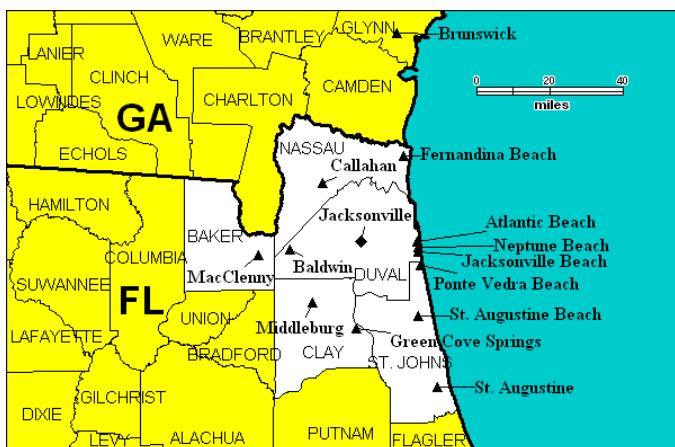 GLYNN
WARE
BRANTLEY
Brunswick
LANIER
CLINCH
CAMDEN
0 20 40
miles
CHARLTON
LOWNDES
GA
ECHOLS
NASSAU
Fernandina Beach
Callahan
HAMILTON
Jacksonville
Atlantic Beach
BAKER
Neptune Beach
COLUMBIA
Jacksonville Beach
MacClenny
Baldwin
DUVAL
SUWANNEE
Ponte Vedra Beach
FL
UNION
St. Augustine Beach
Middleburg
LAFAYETTE
Green Cove Springs
BRADFORD
CLAY
ST. JOHNS
GILCHRIST
St. Augustine
DIXIE
PUTNAM
LEVY
ALACHUA
FLAGLER